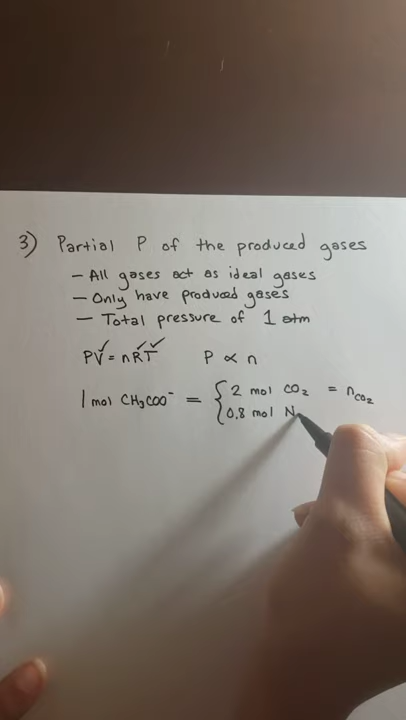 3) Partial P of the produced gases
- All gases act as ideal gases
- Only have produced gases
- Total pressure of 1 atm
PV = nRT P ∝ n
1 mol CH₃COO⁻ = { 2 mol CO₂ = nCO₂
0.8 mol N